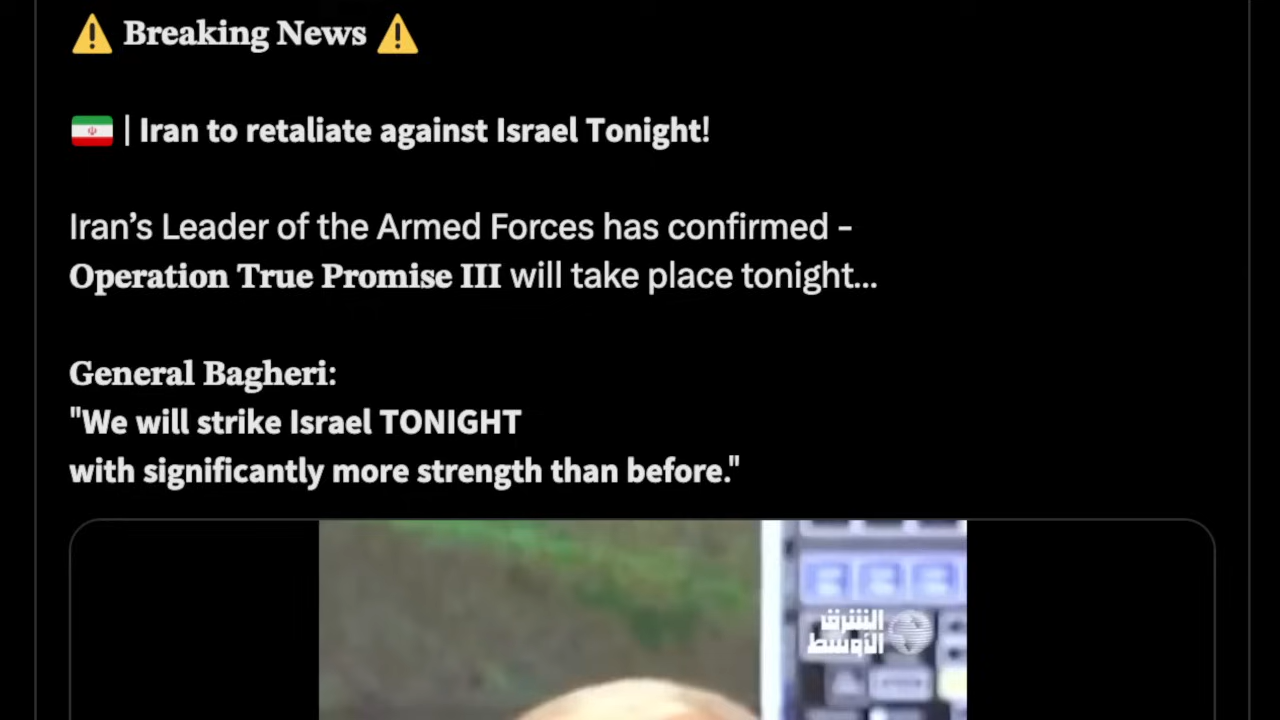 ⚠️ Breaking News ⚠️
🇮🇷 | Iran to retaliate against Israel Tonight!
Iran’s Leader of the Armed Forces has confirmed -
Operation True Promise III will take place tonight...
General Bagheri:
"We will strike Israel TONIGHT
with significantly more strength than before."
الشرق
الأوسط